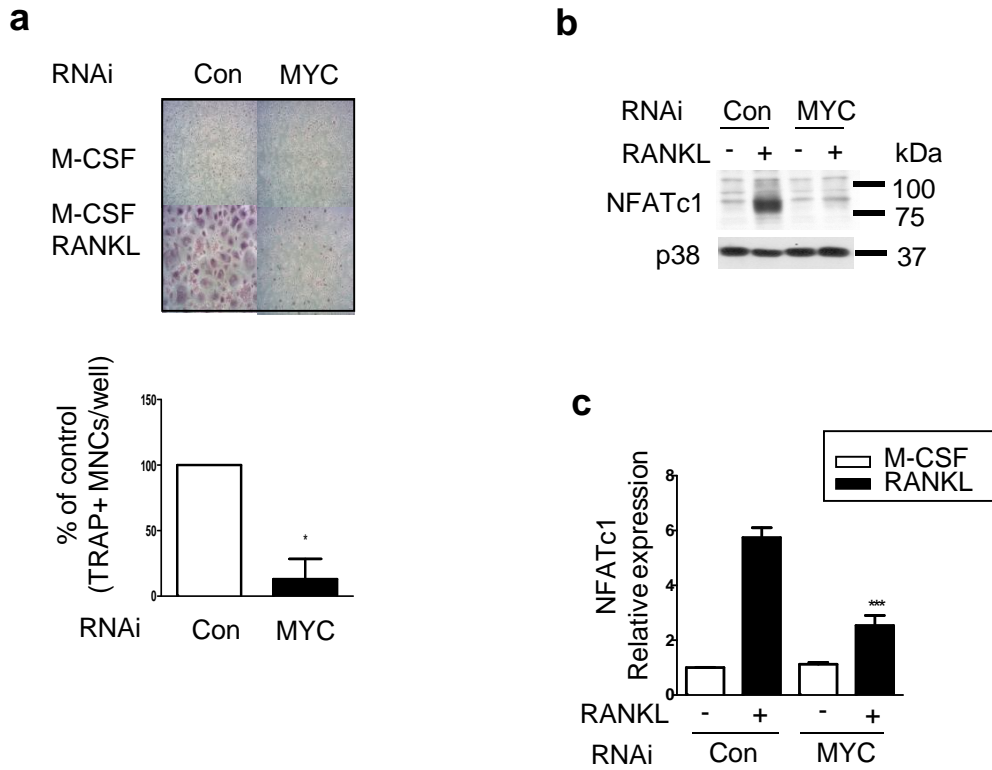 a
RNAi Con MYC
M-CSF
M-CSF
RANKL
% of control
(TRAP+ MNCs/well)
150
100
50
0
*
RNAi Con MYC
b
RNAi Con MYC
RANKL - + - + kDa
NFATc1 100
75
p38 37
c
M-CSF
RANKL
NFATc1
Relative expression
8
6
4
2
0
***
RANKL - + - +
RNAi Con MYC